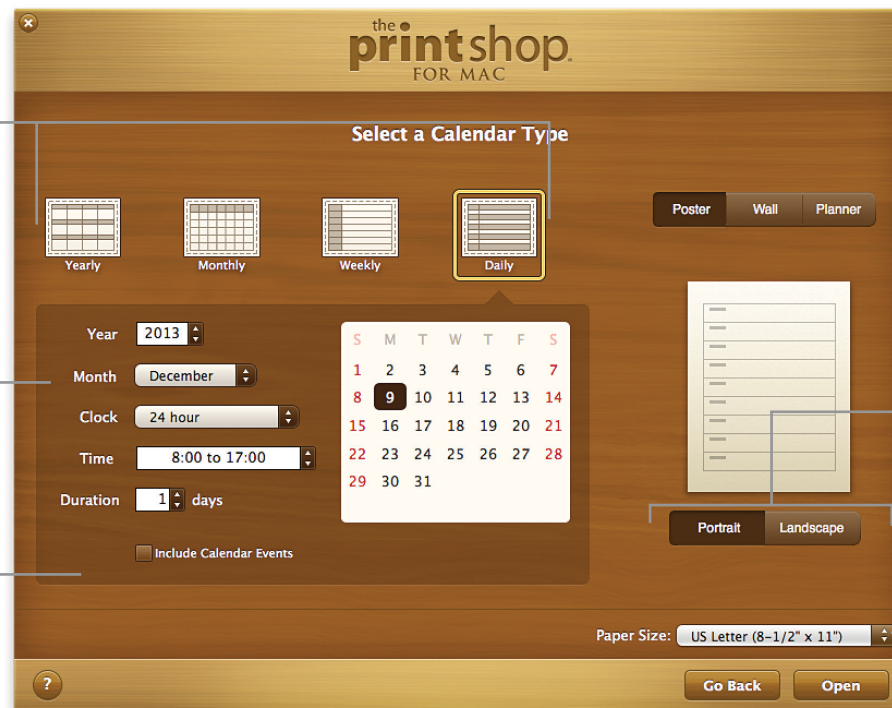 the
print shop.
FOR MAC
Select a Calendar Type
Yearly Monthly Weekly Daily
Poster Wall Planner
Year 2013
Month December
Clock 24 hour
Time 8:00 to 17:00
Duration 1 days
Include Calendar Events
S M T W T F S
1 2 3 4 5 6 7
8 9 10 11 12 13 14
15 16 17 18 19 20 21
22 23 24 25 26 27 28
29 30 31
Portrait Landscape
Paper Size: US Letter (8-1/2" x 11")
? Go Back Open